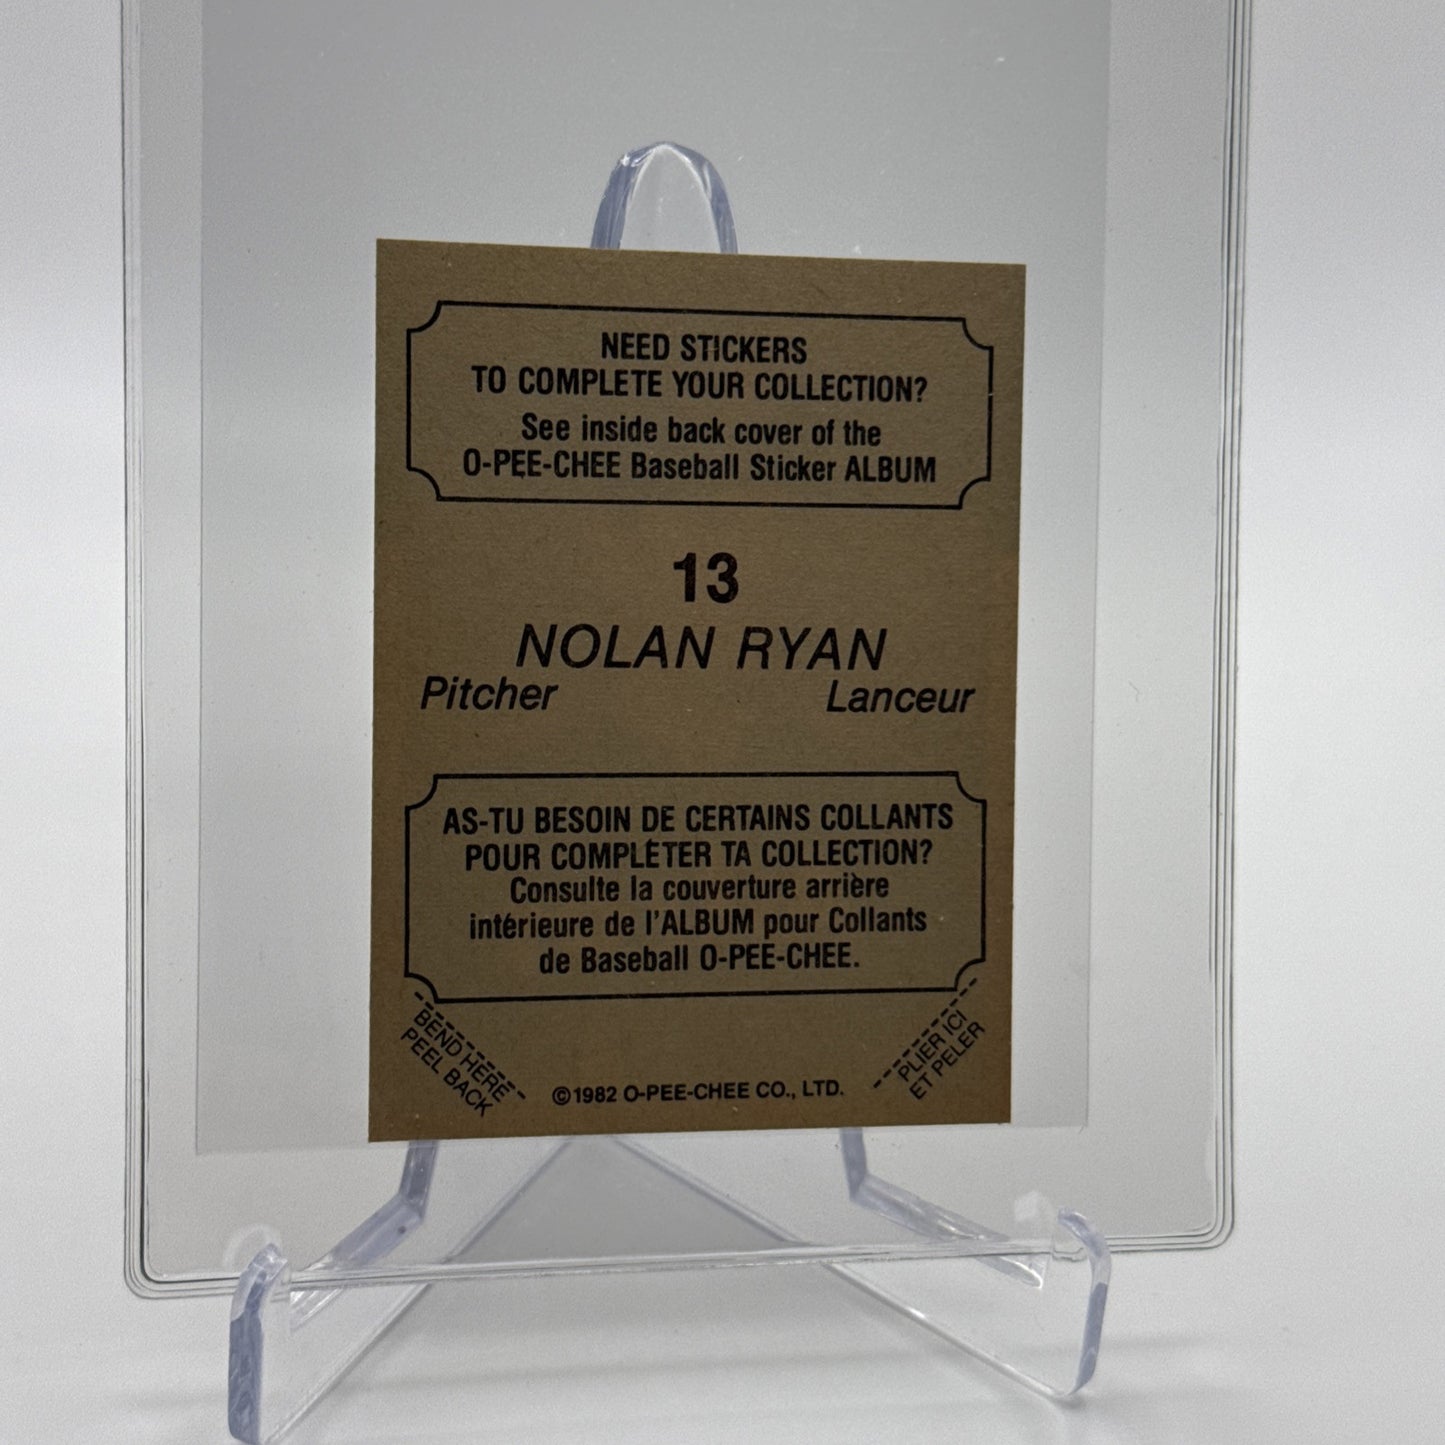 NEED STICKERS
TO COMPLETE YOUR COLLECTION?
See inside back cover of the
O-PEE-CHEE Baseball Sticker ALBUM
13
NOLAN RYAN
Pitcher Lanceur
AS-TU BESOIN DE CERTAINS COLLANTS
POUR COMPLÉTER TA COLLECTION?
Consulte la couverture arrière
intérieure de l'ALBUM pour Collants
de Baseball O-PEE-CHEE.
BEND HERE
PEEL BACK
©1982 O-PEE-CHEE CO., LTD.
PLIER ICI
ET PELER